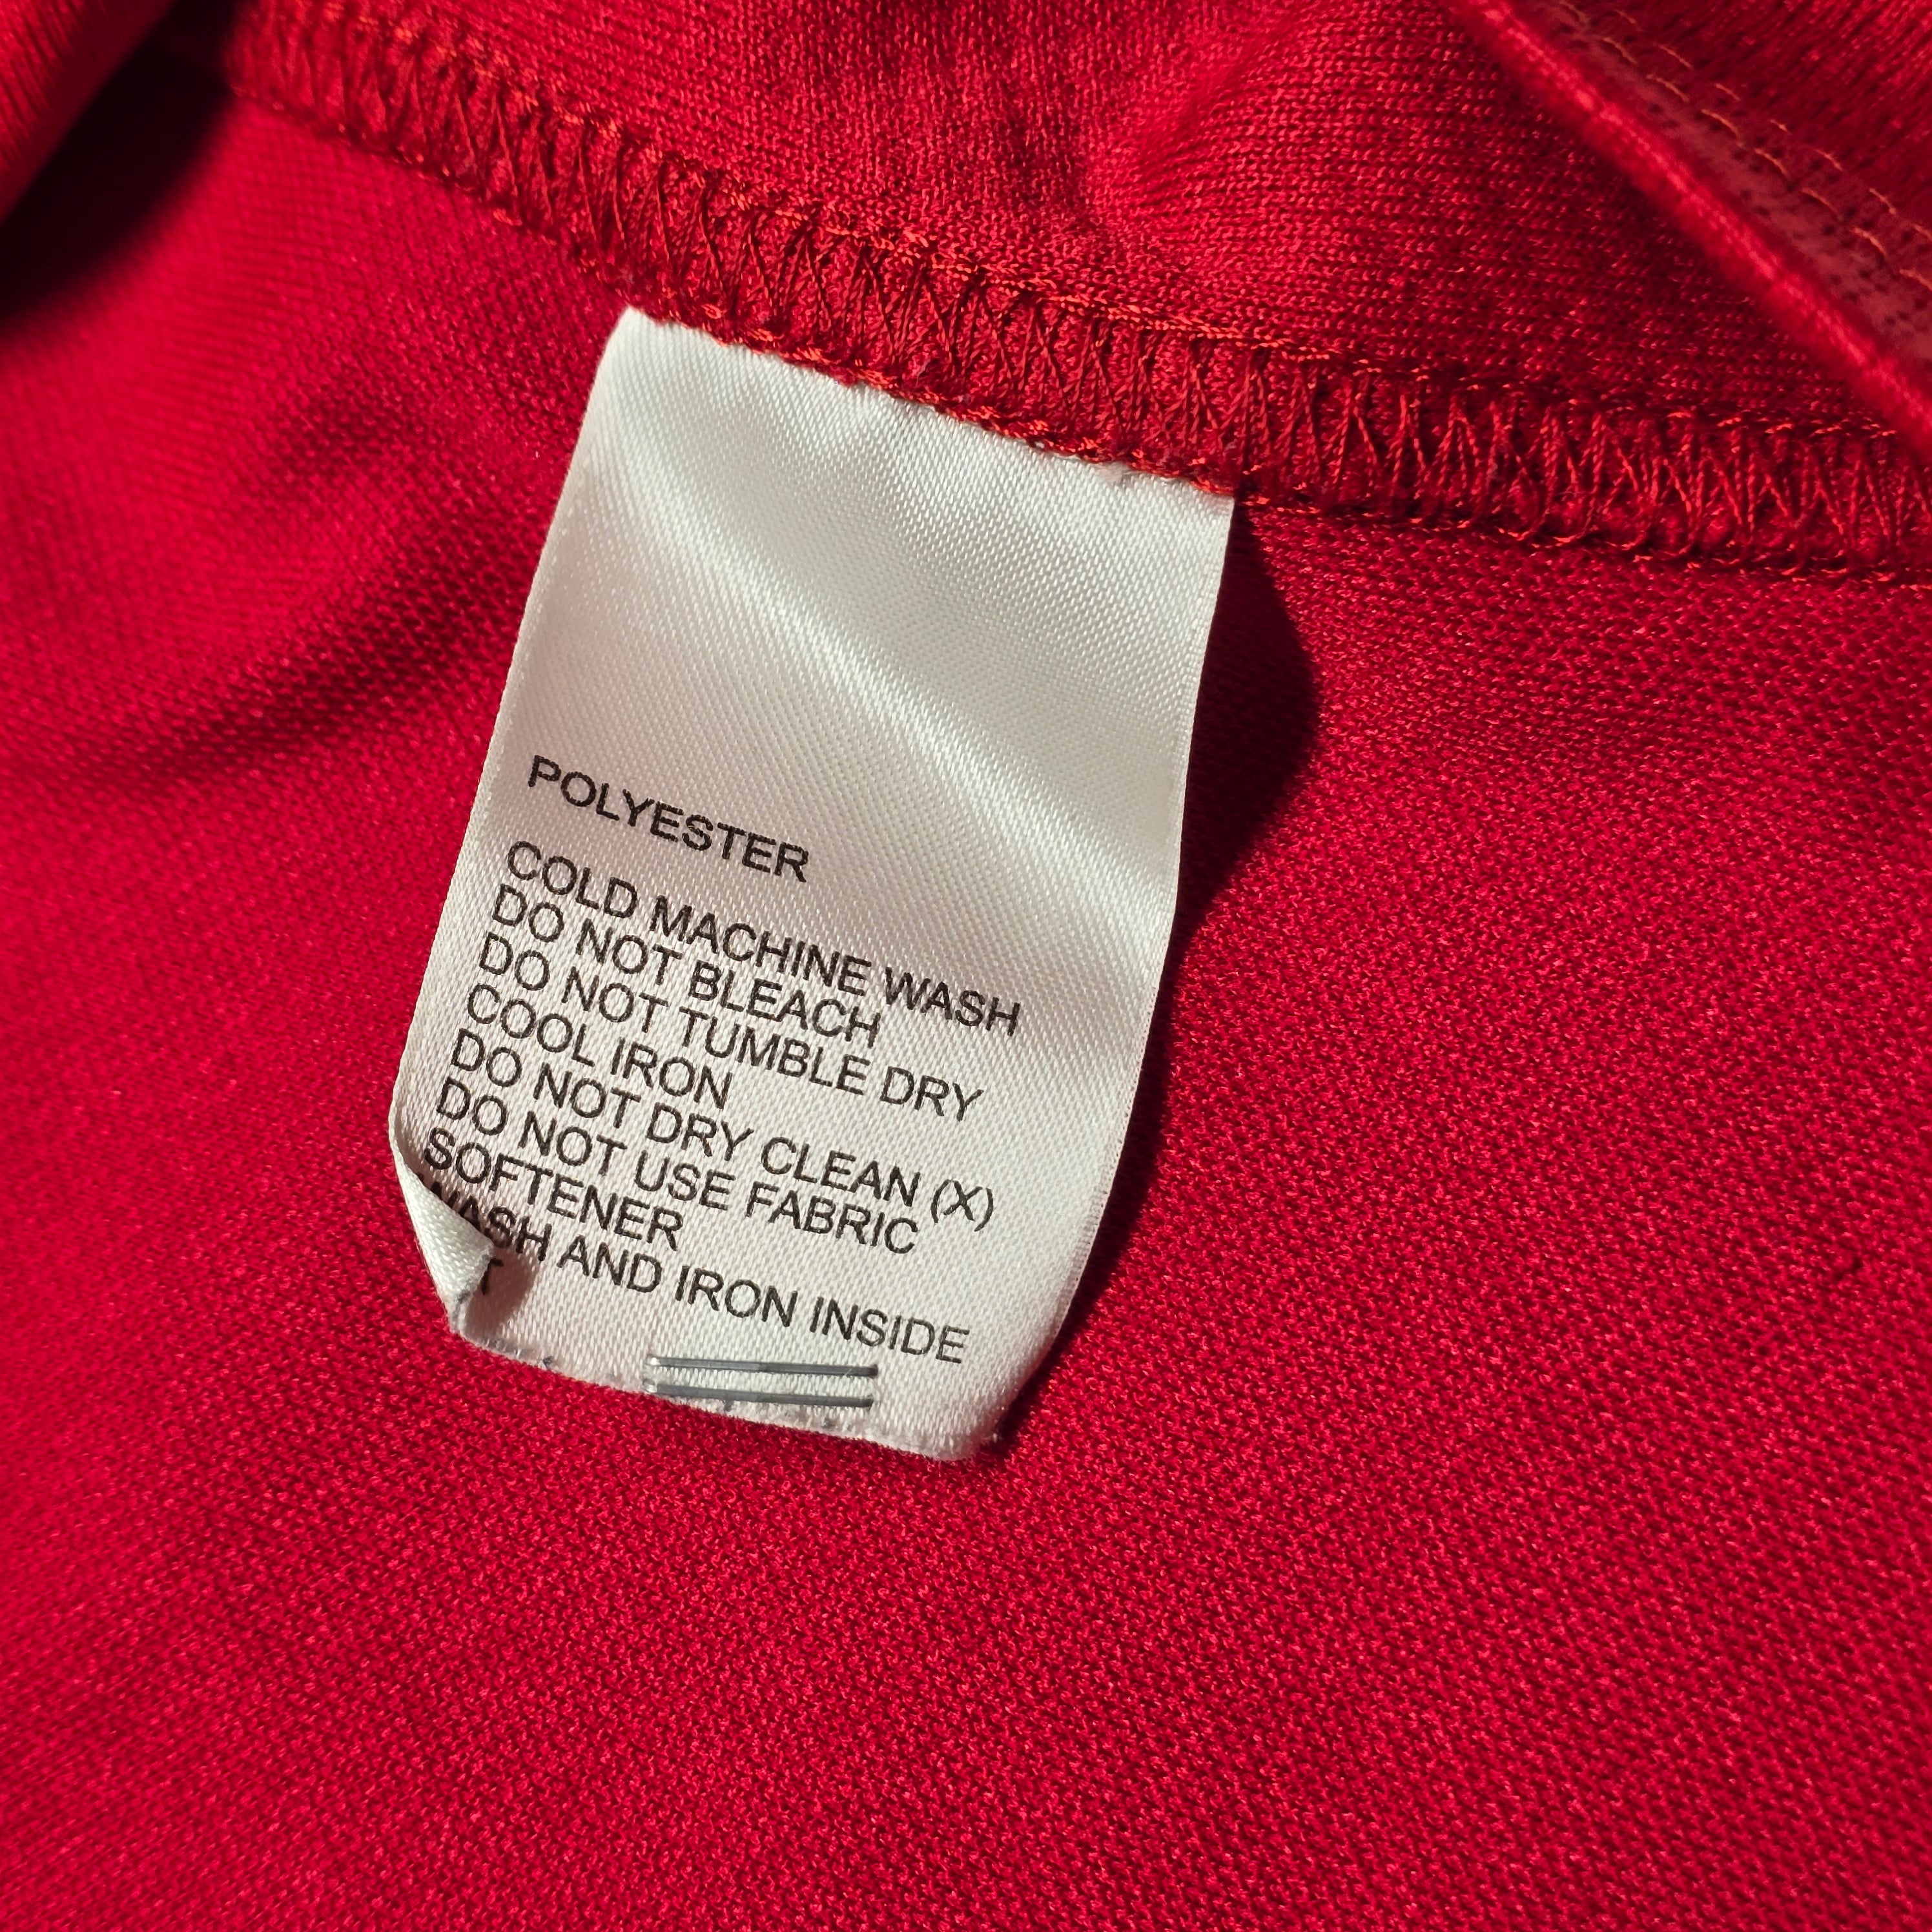 POLYESTER
COLD MACHINE WASH
DO NOT BLEACH
DO NOT TUMBLE DRY
COOL IRON
DO NOT DRY CLEAN (X)
DO NOT USE FABRIC
SOFTENER
WASH AND IRON INSIDE